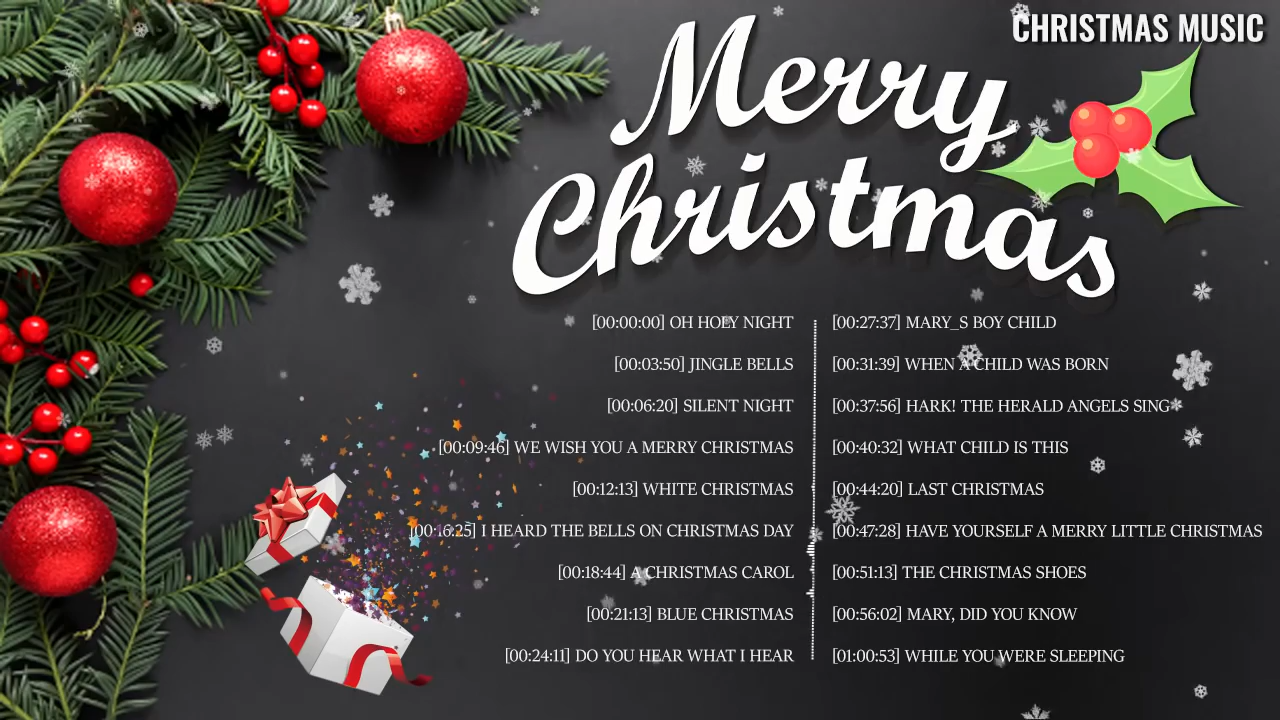 CHRISTMAS MUSIC
Merry
Christmas
[00:00:00] OH HOLY NIGHT
[00:03:50] JINGLE BELLS
[00:06:20] SILENT NIGHT
[00:09:46] WE WISH YOU A MERRY CHRISTMAS
[00:12:13] WHITE CHRISTMAS
[00:16:25] I HEARD THE BELLS ON CHRISTMAS DAY
[00:18:44] A CHRISTMAS CAROL
[00:21:13] BLUE CHRISTMAS
[00:24:11] DO YOU HEAR WHAT I HEAR
[00:27:37] MARY_S BOY CHILD
[00:31:39] WHEN A CHILD WAS BORN
[00:37:56] HARK! THE HERALD ANGELS SING
[00:40:32] WHAT CHILD IS THIS
[00:44:20] LAST CHRISTMAS
[00:47:28] HAVE YOURSELF A MERRY LITTLE CHRISTMAS
[00:51:13] THE CHRISTMAS SHOES
[00:56:02] MARY, DID YOU KNOW
[01:00:53] WHILE YOU WERE SLEEPING